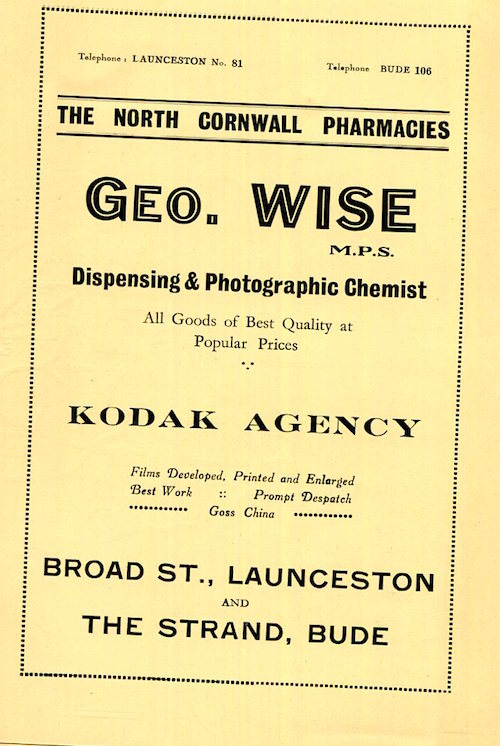 Telephone : LAUNCESTON No. 81 Telephone BUDE 106
THE NORTH CORNWALL PHARMACIES
GEO. WISE
M.P.S.
Dispensing & Photographic Chemist
All Goods of Best Quality at
Popular Prices
KODAK AGENCY
Films Developed, Printed and Enlarged
Best Work :: Prompt Despatch
Goss China
BROAD ST., LAUNCESTON
AND
THE STRAND, BUDE